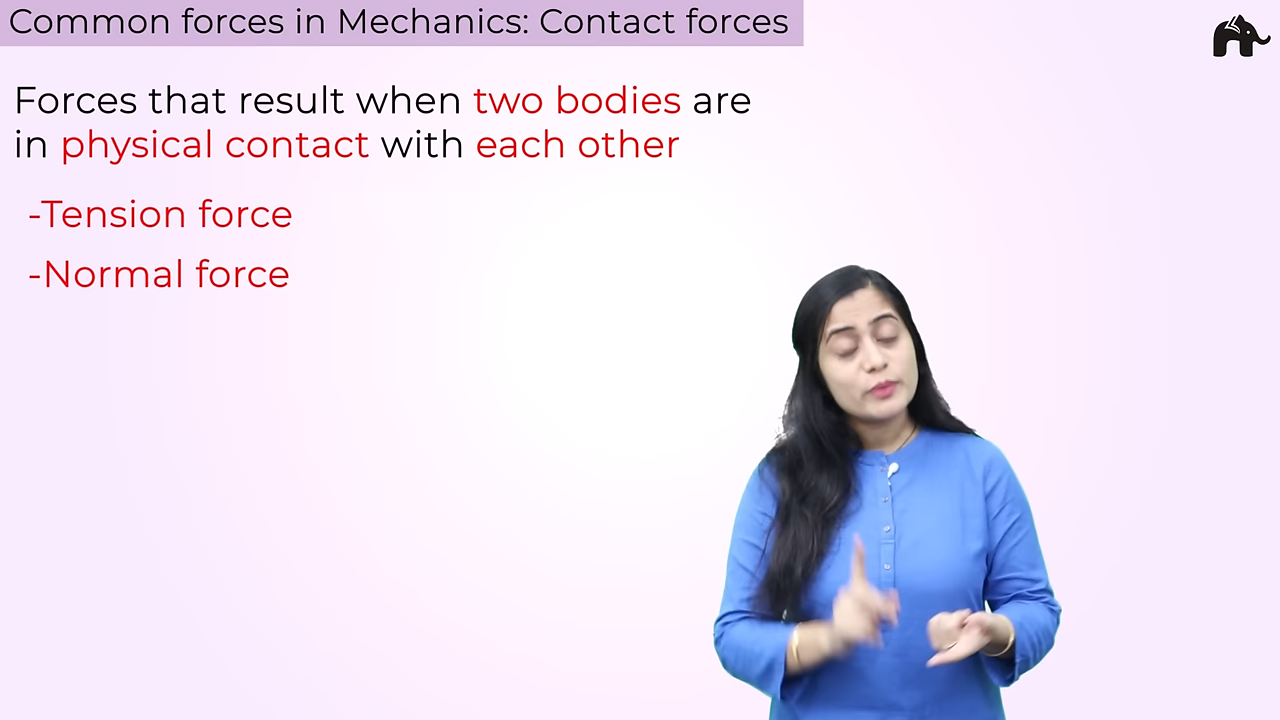 Common forces in Mechanics: Contact forces
Forces that result when two bodies are
in physical contact with each other
-Tension force
-Normal force